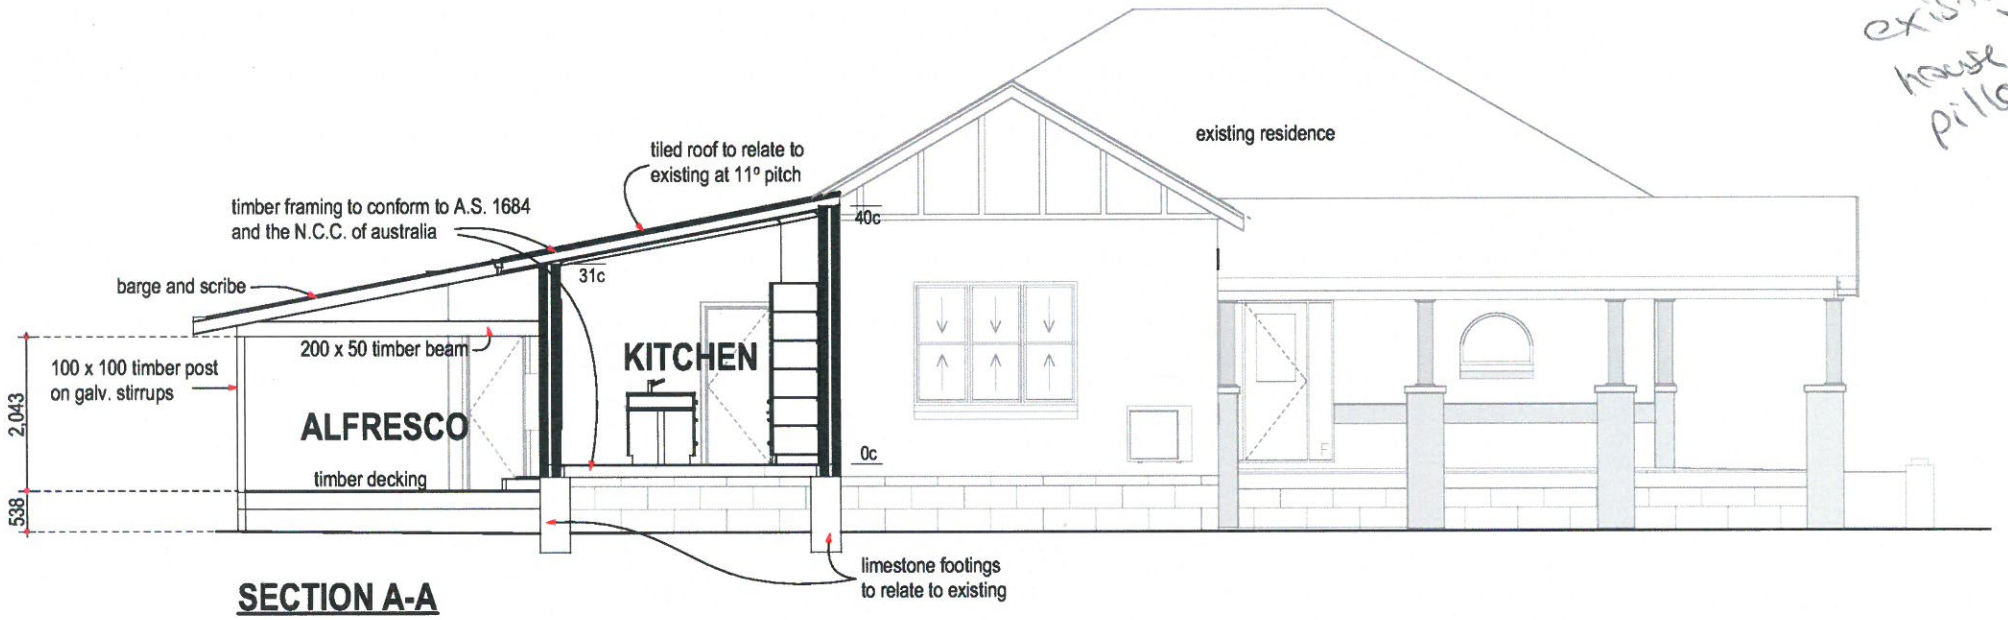 existing residence
house
tiled roof to relate to
existing at 11º pitch
timber framing to conform to A.S. 1684
and the N.C.C. of australia
40c
31c
barge and scribe
200 x 50 timber beam
KITCHEN
100 x 100 timber post
on galv. stirrups
2,043
ALFRESCO
0c
F
timber decking
538
limestone footings
to relate to existing
SECTION A-A